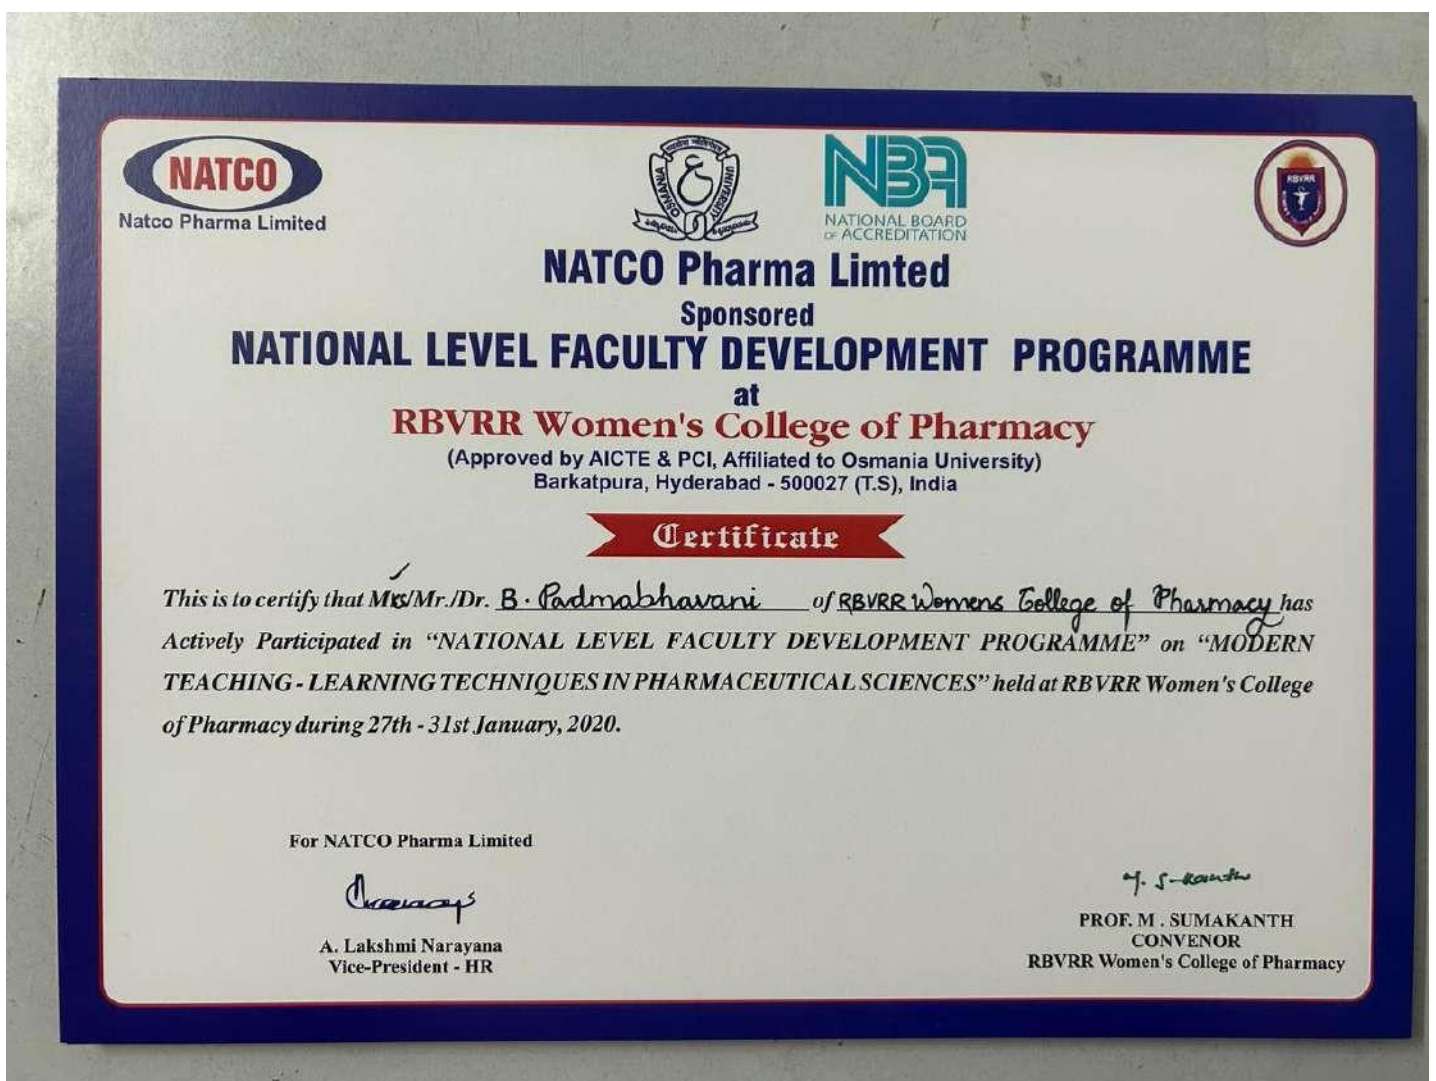 NATCO
Natco Pharma Limited
OSMANIA UNIVERSITY
NBA
NATIONAL BOARD
OF ACCREDITATION
RBVRR
NATCO Pharma Limted
Sponsored
NATIONAL LEVEL FACULTY DEVELOPMENT PROGRAMME
at
RBVRR Women's College of Pharmacy
(Approved by AICTE & PCI, Affiliated to Osmania University)
Barkatpura, Hyderabad - 500027 (T.S), India
Certificate
This is to certify that Mrs/Mr./Dr. B. Padmabhavani of RBVRR Womens College of Pharmacy has
Actively Participated in “NATIONAL LEVEL FACULTY DEVELOPMENT PROGRAMME” on “MODERN
TEACHING - LEARNING TECHNIQUES IN PHARMACEUTICAL SCIENCES” held at RBVRR Women's College
of Pharmacy during 27th - 31st January, 2020.
For NATCO Pharma Limited
A. Lakshmi Narayana
Vice-President - HR
PROF. M . SUMAKANTH
CONVENOR
RBVRR Women's College of Pharmacy